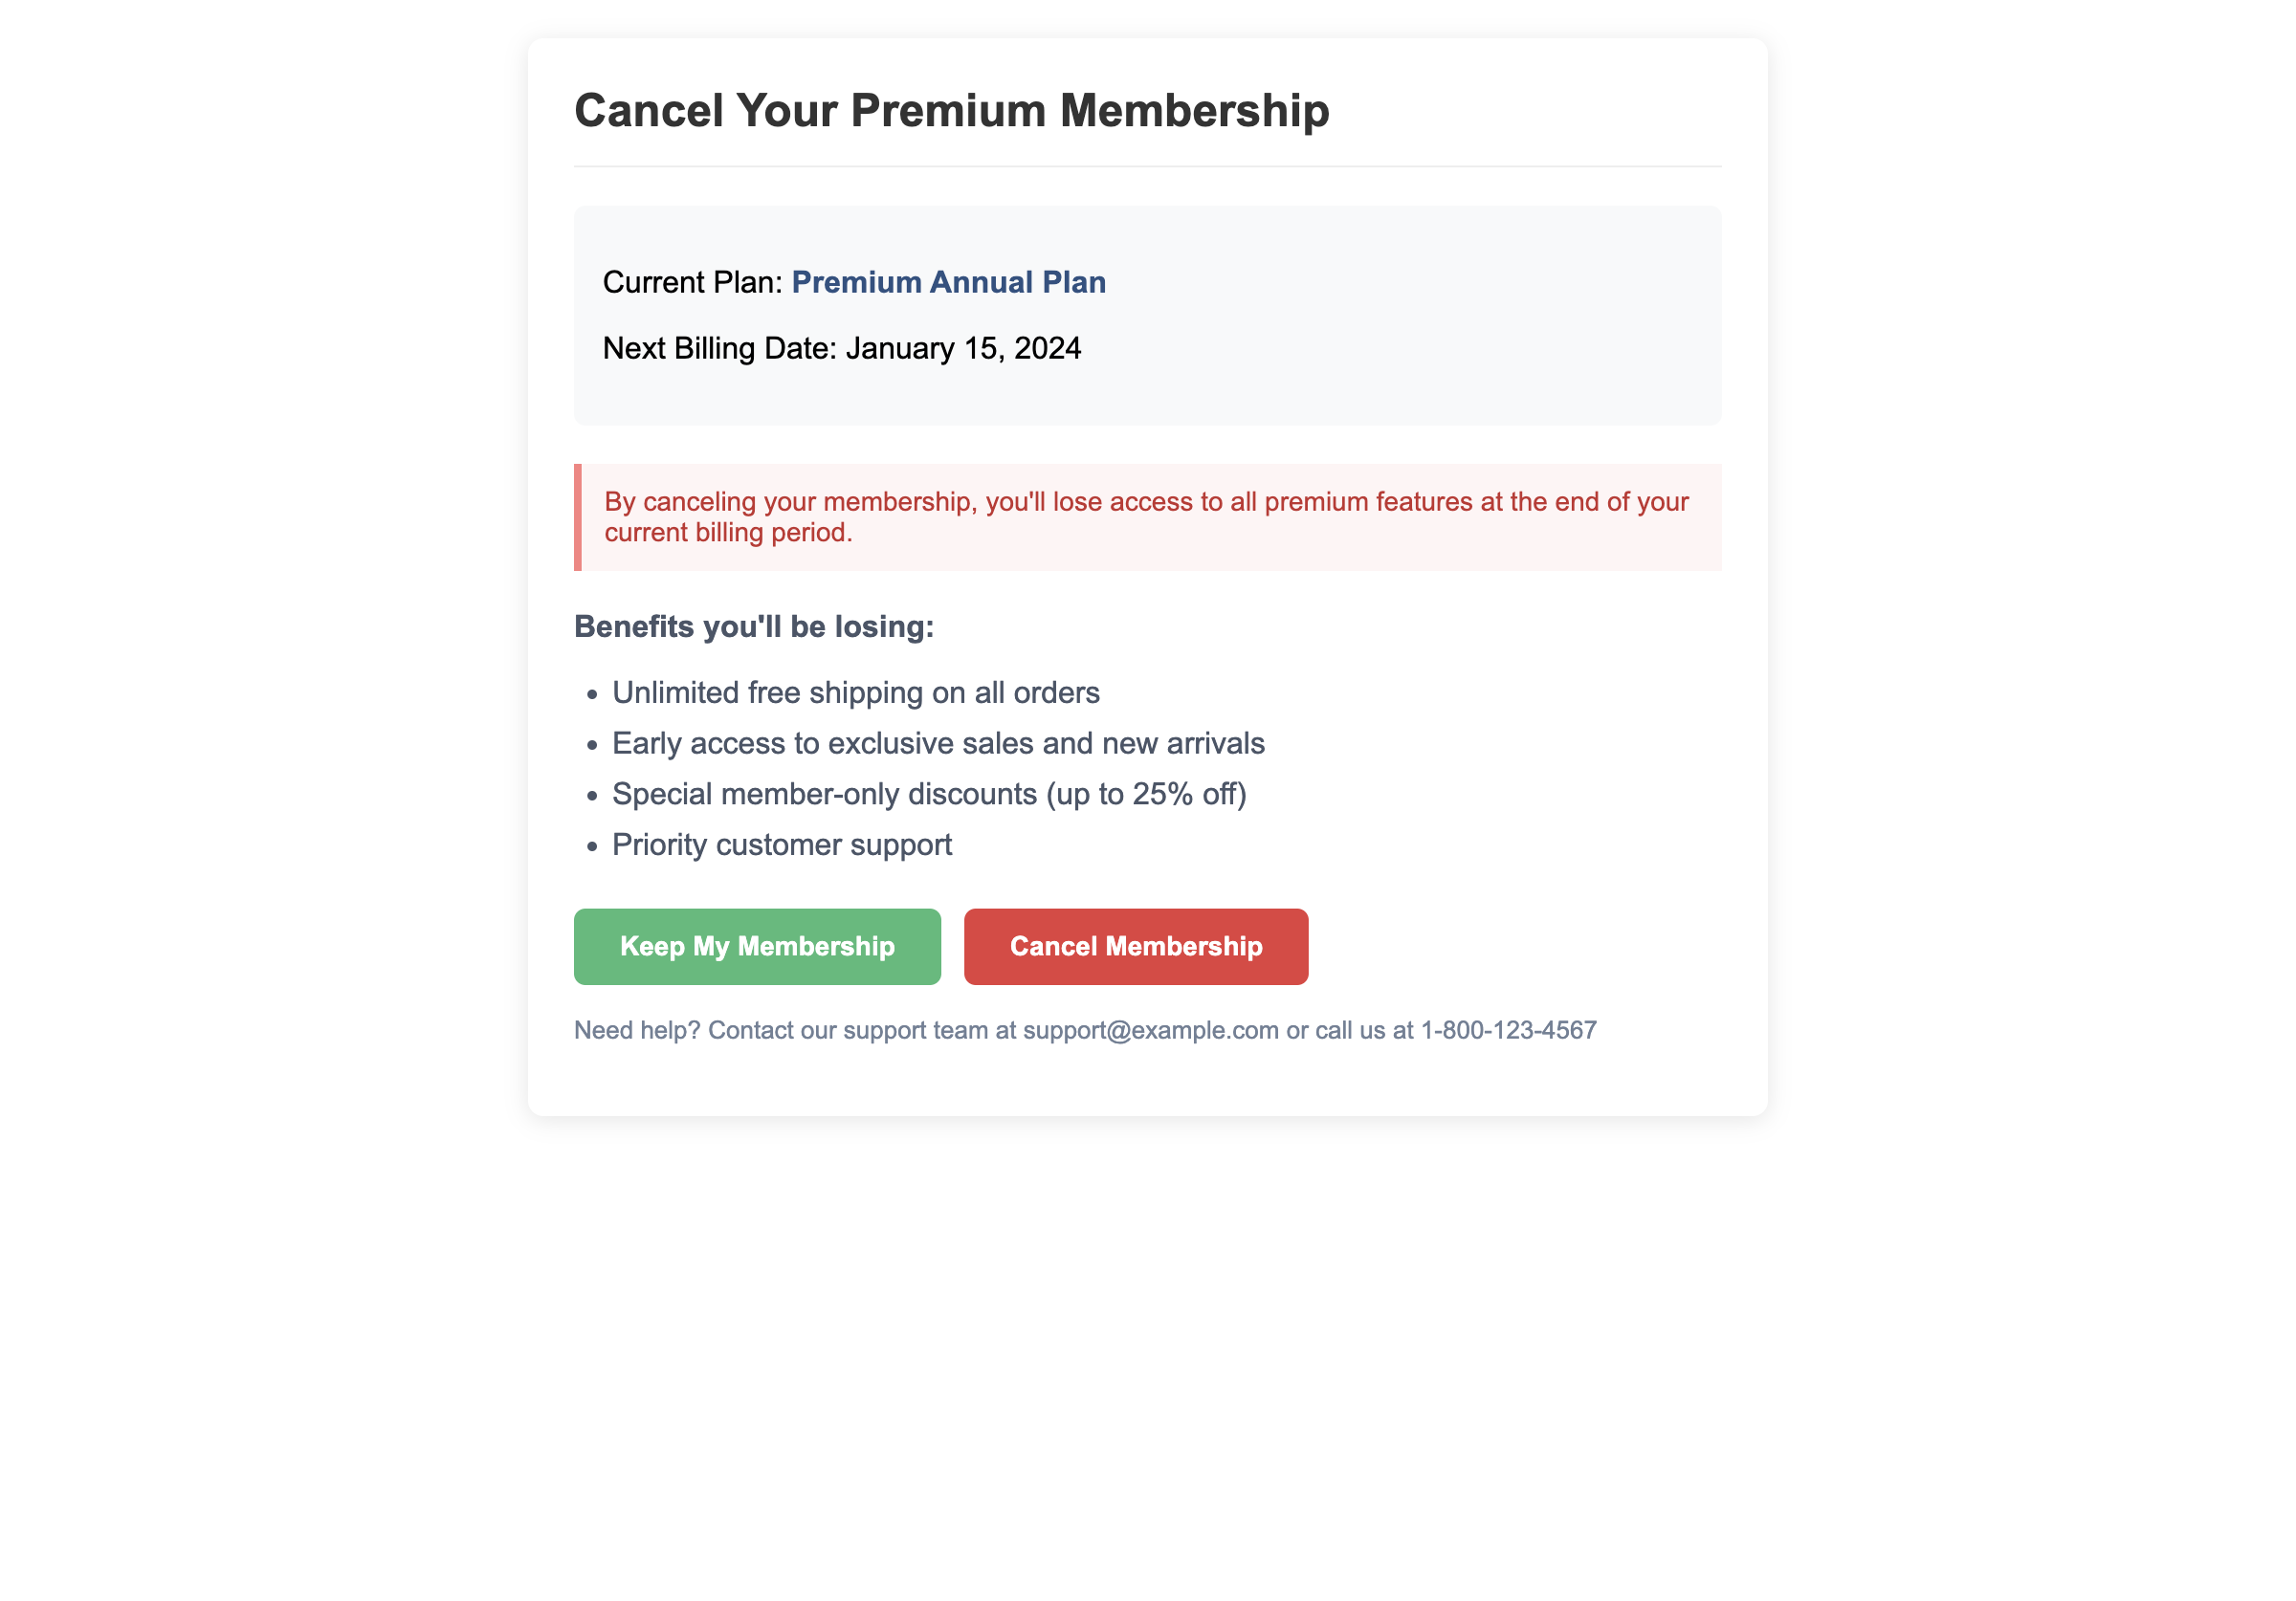 Cancel Your Premium Membership
Current Plan: Premium Annual Plan
Next Billing Date: January 15, 2024
By canceling your membership, you'll lose access to all premium features at the end of your
current billing period.
Benefits you'll be losing:
• Unlimited free shipping on all orders
• Early access to exclusive sales and new arrivals
• Special member-only discounts (up to 25% off)
• Priority customer support
Keep My Membership Cancel Membership
Need help? Contact our support team at support@example.com or call us at 1-800-123-4567